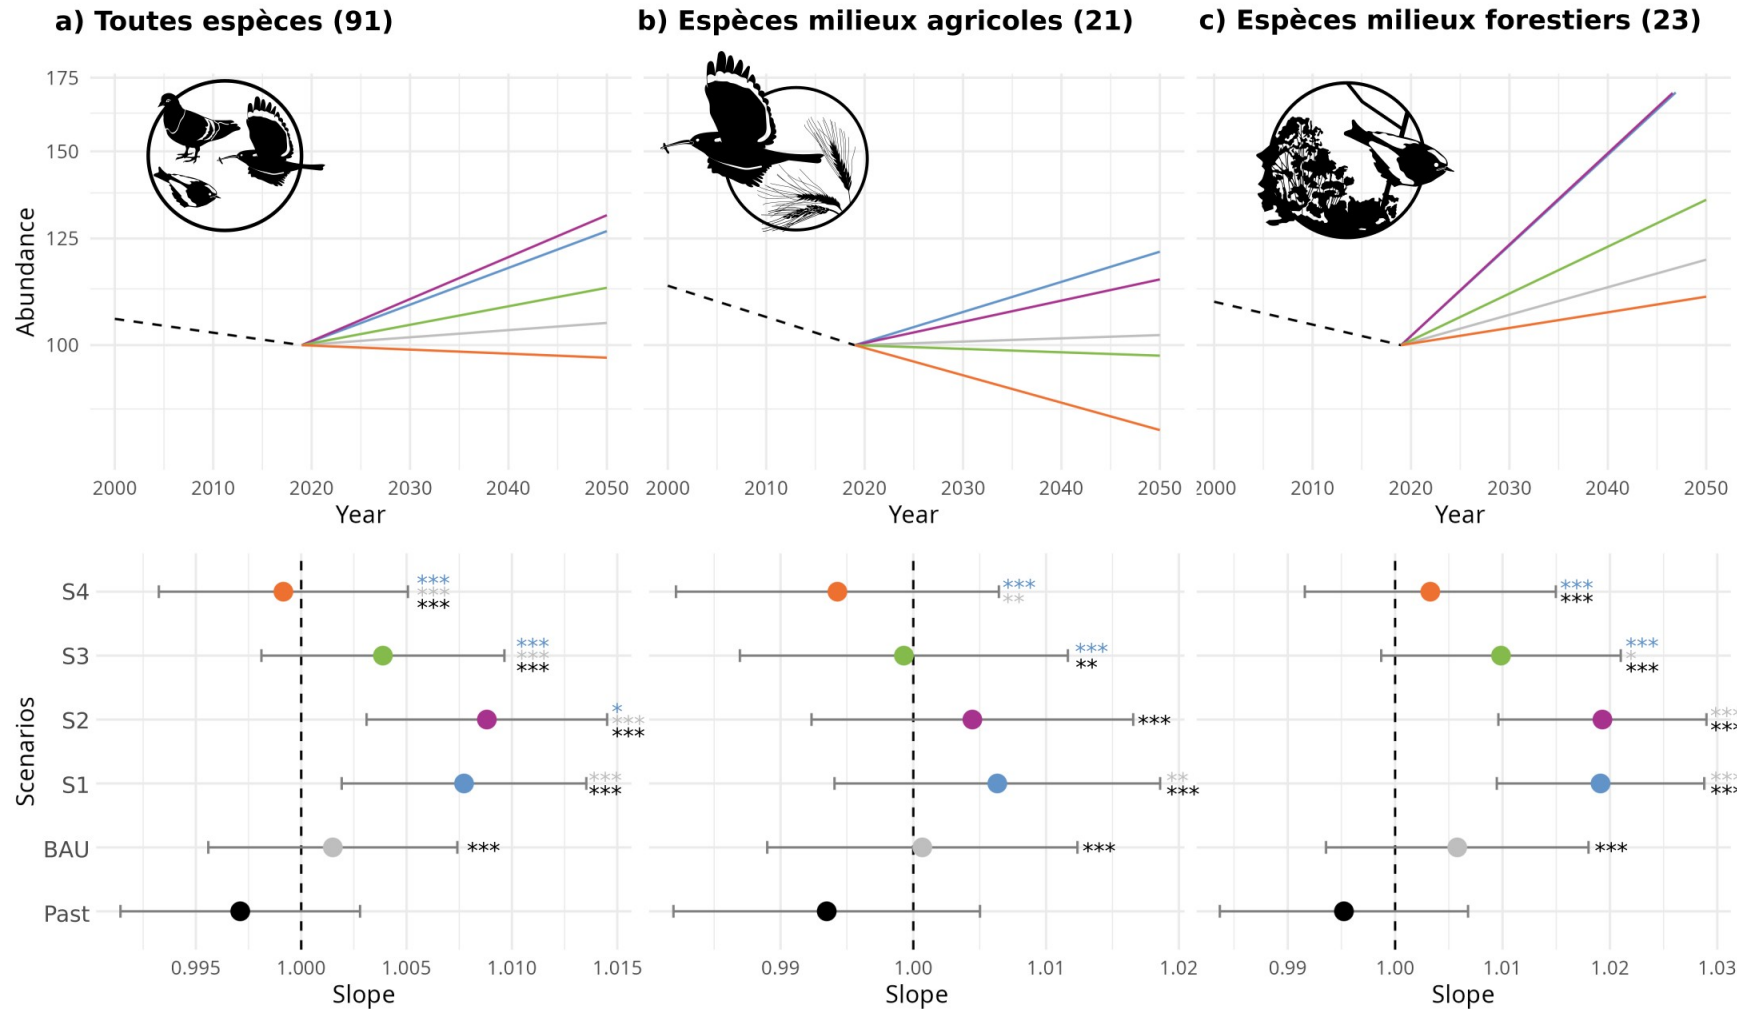 a) Toutes espèces (91)
b) Espèces milieux agricoles (21)
c) Espèces milieux forestiers (23)
Abundance
175
150
125
100
2000 2010 2020 2030 2040 2050
2000 2010 2020 2030 2040 2050
2000 2010 2020 2030 2040 2050
Year
Year
Year
Scenarios
S4 *** *** ***
*** **
*** ***
S3 *** *** ***
*** **
*** * ***
S2 * *** ***
***
*** ***
S1 *** ***
** ***
*** ***
BAU ***
***
***
Past
0.995 1.000 1.005 1.010 1.015
0.99 1.00 1.01 1.02
0.99 1.00 1.01 1.02 1.03
Slope
Slope
Slope